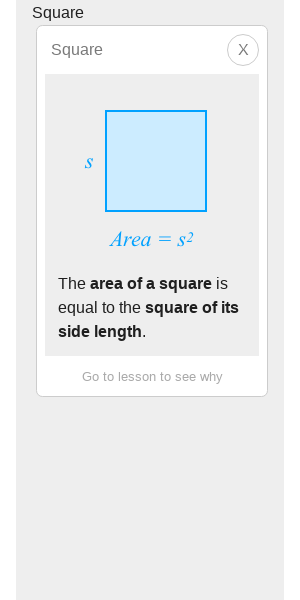 Square
Square
X
s
Area = s²
The area of a square is
equal to the square of its
side length.
Go to lesson to see why